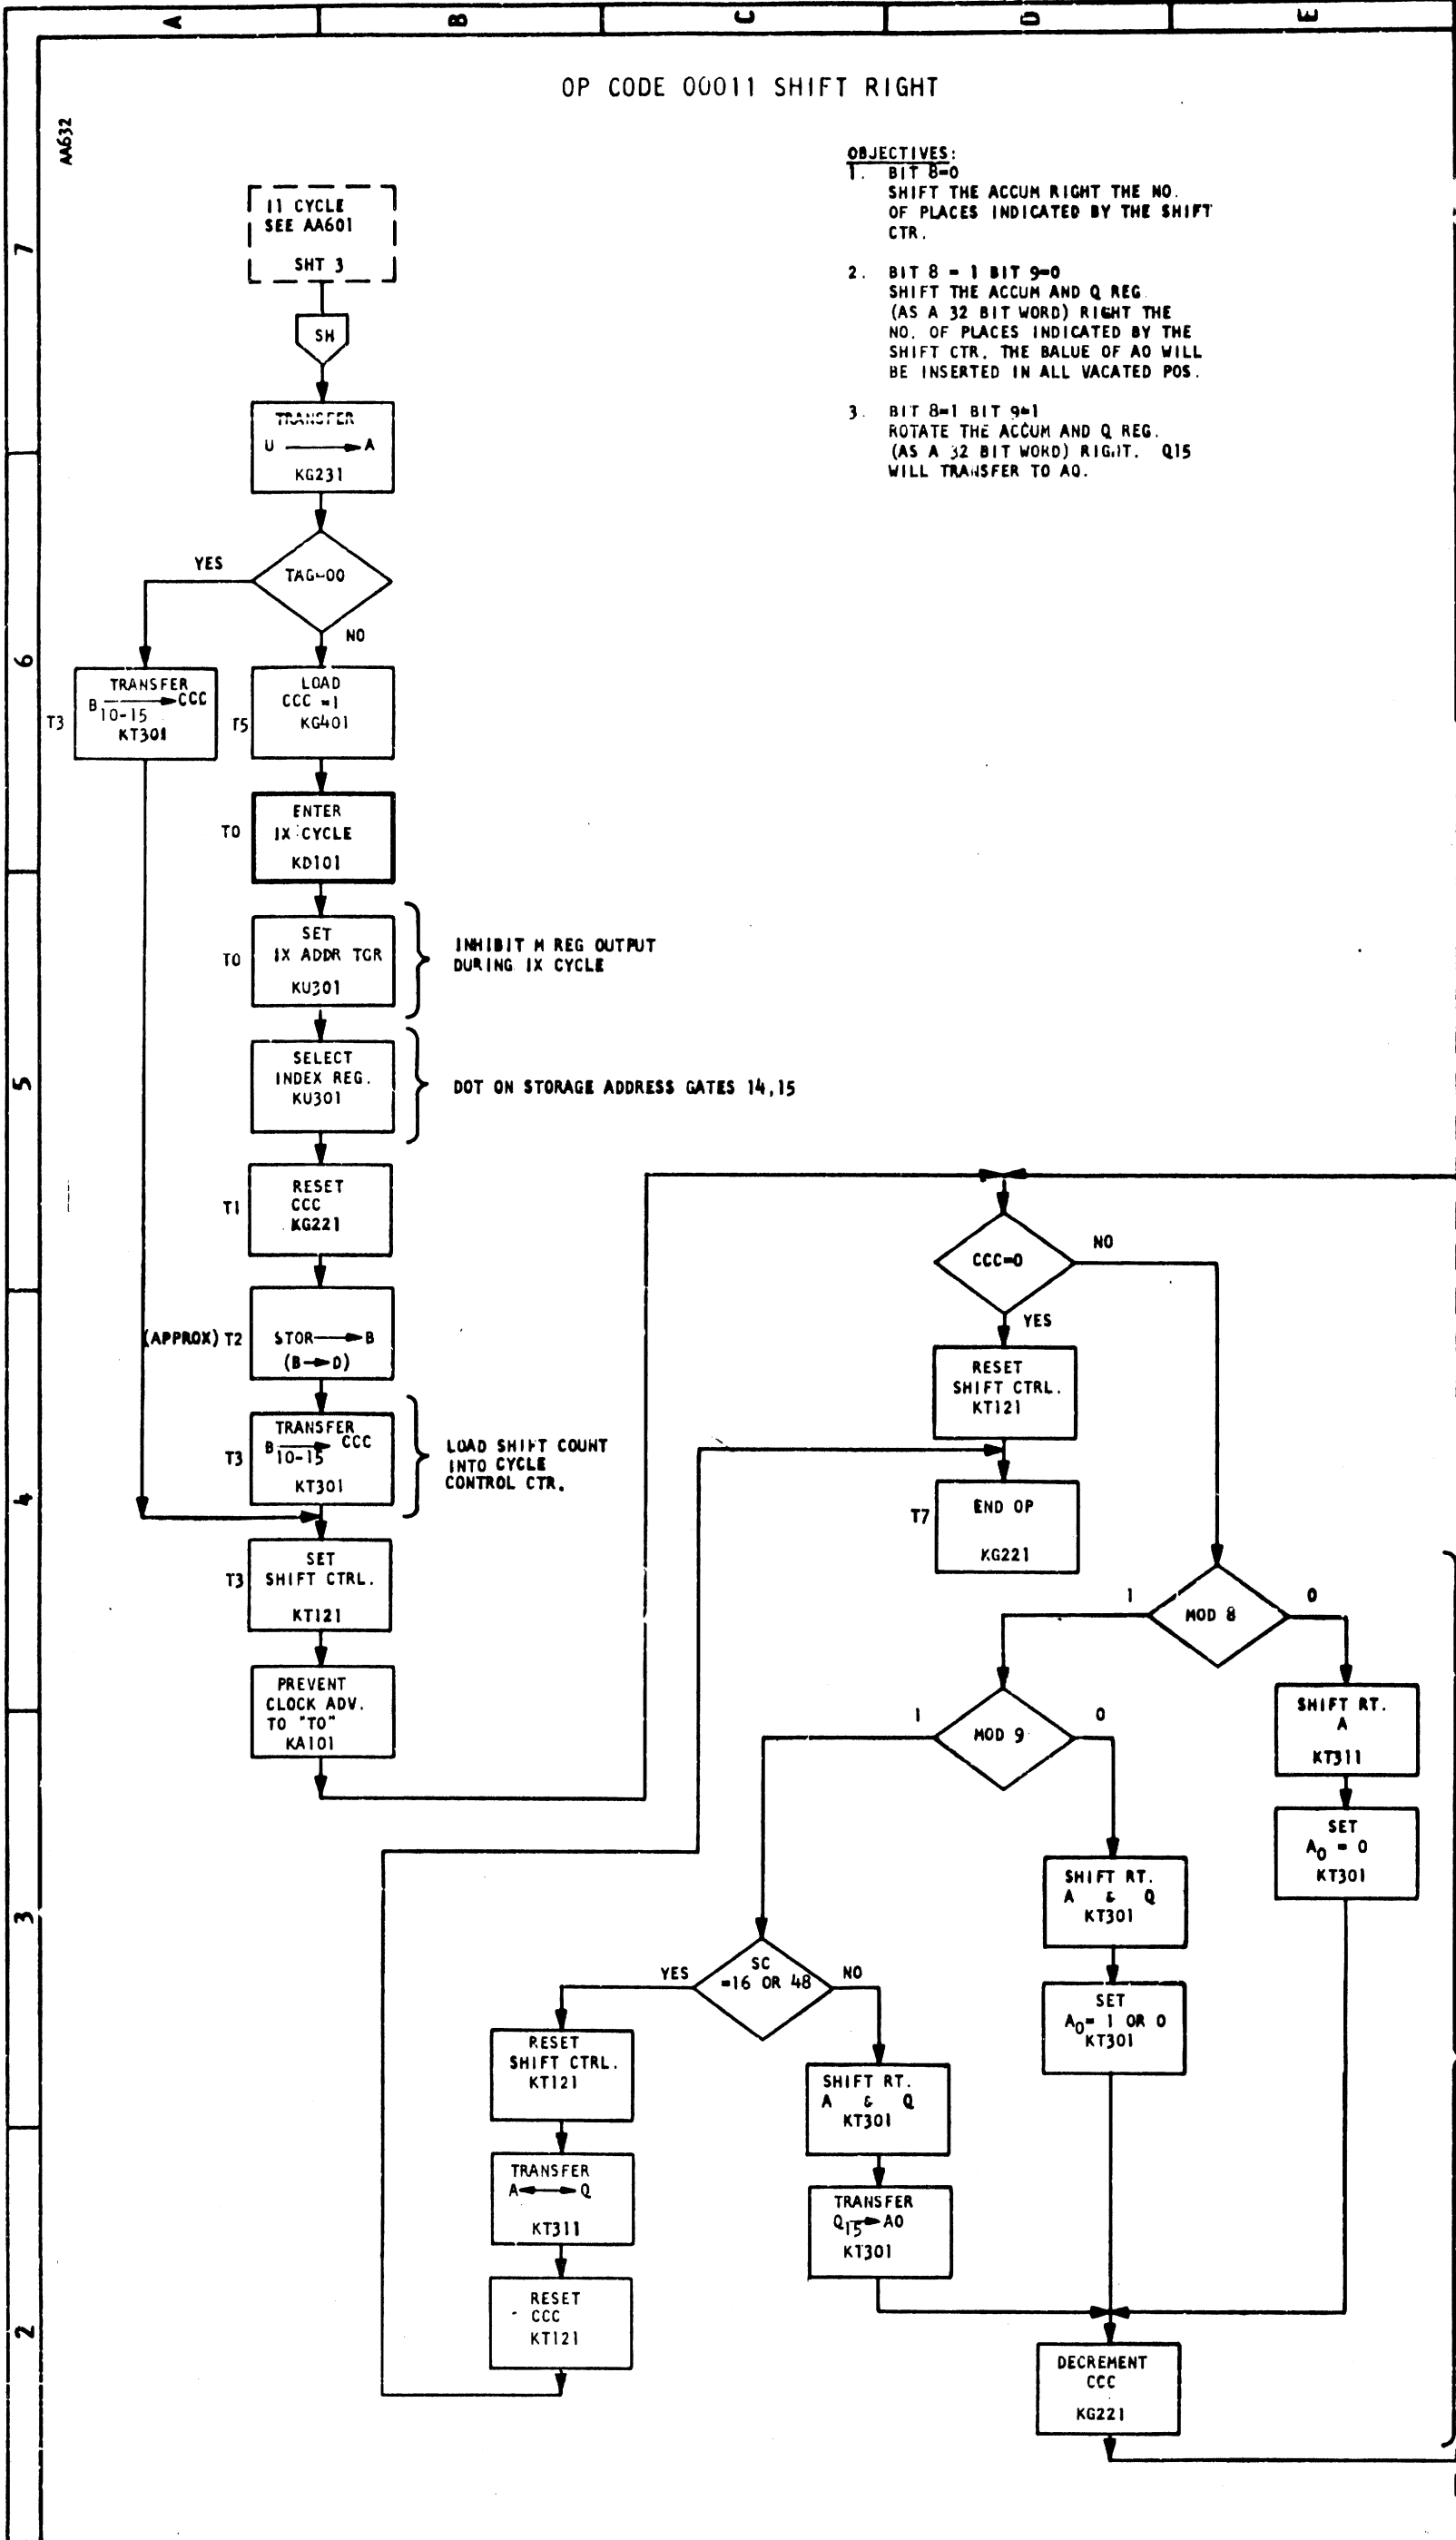 A
B
C
D
E
OP CODE 00011 SHIFT RIGHT
AA632
OBJECTIVES:
1. BIT 8=0
SHIFT THE ACCUM RIGHT THE NO.
OF PLACES INDICATED BY THE SHIFT
CTR.
2. BIT 8 = 1 BIT 9=0
SHIFT THE ACCUM AND Q REG
(AS A 32 BIT WORD) RIGHT THE
NO. OF PLACES INDICATED BY THE
SHIFT CTR. THE BALUE OF AO WILL
BE INSERTED IN ALL VACATED POS.
3. BIT 8=1 BIT 9=1
ROTATE THE ACCUM AND Q REG.
(AS A 32 BIT WORD) RIGHT. Q15
WILL TRANSFER TO AO.
7
I1 CYCLE
SEE AA601
SHT 3
SH
TRANSFER
U → A
KG231
TAG=00
YES
NO
6
T3
TRANSFER
B10-15 → CCC
KT301
T5
LOAD
CCC =1
KG401
T0
ENTER
IX CYCLE
KD101
T0
SET
IX ADDR TGR
KU301
INHIBIT M REG OUTPUT
DURING IX CYCLE
5
SELECT
INDEX REG.
KU301
DOT ON STORAGE ADDRESS GATES 14,15
T1
RESET
CCC
KG221
(APPROX) T2
STOR → B
(B → D)
4
T3
TRANSFER
B10-15 → CCC
KT301
LOAD SHIFT COUNT
INTO CYCLE
CONTROL CTR.
T3
SET
SHIFT CTRL.
KT121
PREVENT
CLOCK ADV.
TO "TO"
KA101
CCC=0
NO
YES
RESET
SHIFT CTRL.
KT121
T7
END OP
KG221
MOD 8
1
0
SHIFT RT.
A
KT311
SET
A0 = 0
KT301
MOD 9
1
0
3
SHIFT RT.
A & Q
KT301
SET
A0= 1 OR 0
KT301
SC
=16 OR 48
YES
NO
RESET
SHIFT CTRL.
KT121
TRANSFER
A ↔ Q
KT311
RESET
CCC
KT121
SHIFT RT.
A & Q
KT301
TRANSFER
Q15 → AO
KT301
2
DECREMENT
CCC
KG221